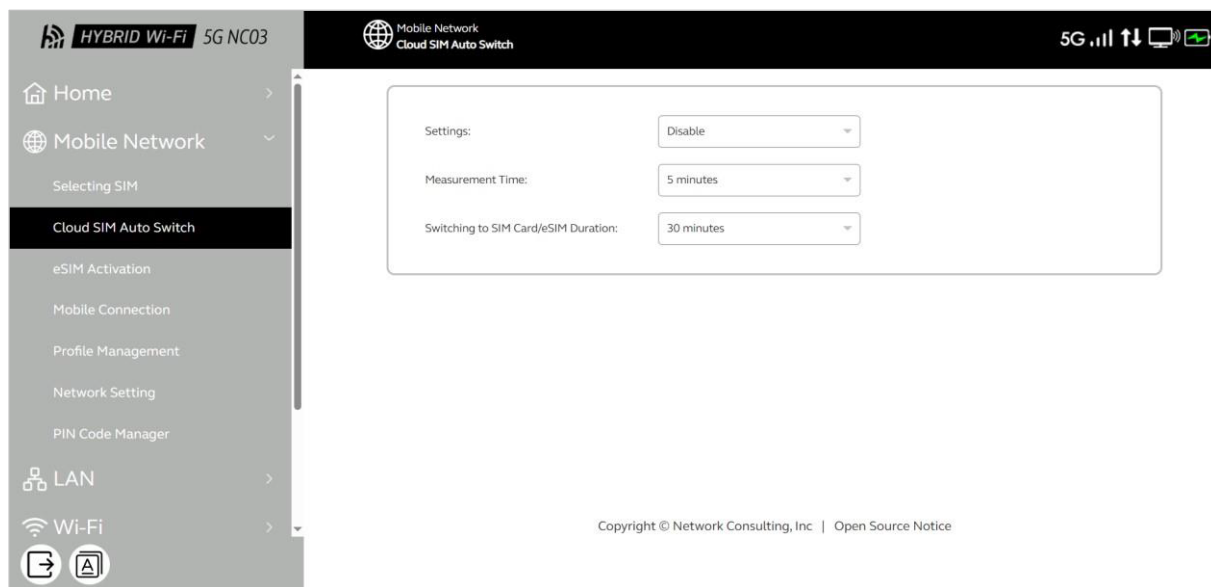 HYBRID Wi-Fi 5G NC03
Mobile Network
Cloud SIM Auto Switch
5G
Home
Mobile Network
Selecting SIM
Cloud SIM Auto Switch
eSIM Activation
Mobile Connection
Profile Management
Network Setting
PIN Code Manager
LAN
Wi-Fi
A
Settings: Disable
Measurement Time: 5 minutes
Switching to SIM Card/eSIM Duration: 30 minutes
Copyright © Network Consulting, Inc | Open Source Notice